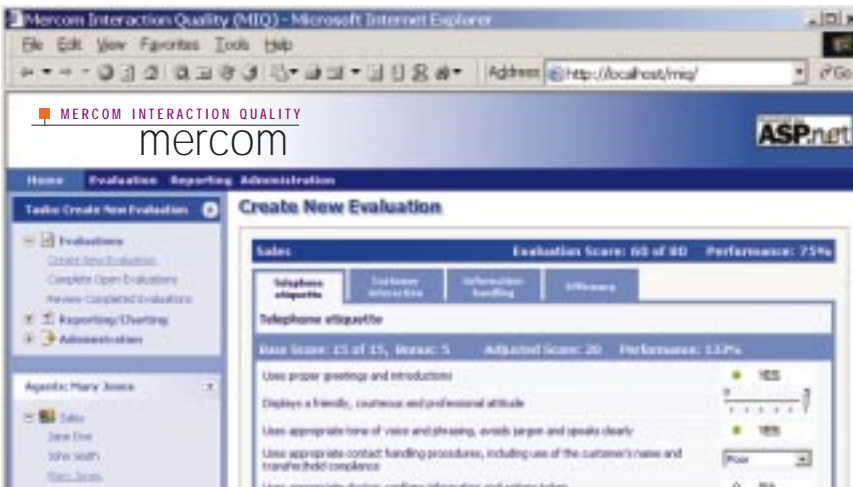 Mercom Interaction Quality (MIQ) - Microsoft Internet Explorer
File Edit View Favorites Tools Help
Address http://localhost/miq/ Go
MERCOM INTERACTION QUALITY
mercom
ASP.net
Home Evaluation Reporting Administration
Tasks: Create New Evaluation
Create New Evaluation
Evaluations
Create New Evaluation
Complete Open Evaluations
Review Completed Evaluations
Reporting/Charting
Administration
Sales Evaluation Score: 60 of 80 Performance: 75%
Telephone etiquette
Customer interaction
Information handling
Efficiency
Telephone etiquette
Base Score: 15 of 15, Bonus: 5 Adjusted Score: 20 Performance: 133%
Agents: Mary Jones
Sales
Jane Doe
John Smith
Mary Jones
Uses proper greetings and introductions YES
Displays a friendly, courteous and professional attitude
Uses appropriate tone of voice and phrasing, avoids jargon and speaks clearly YES
Uses appropriate contact handling procedures, including use of the customer's name and transfer/hold compliance Poor